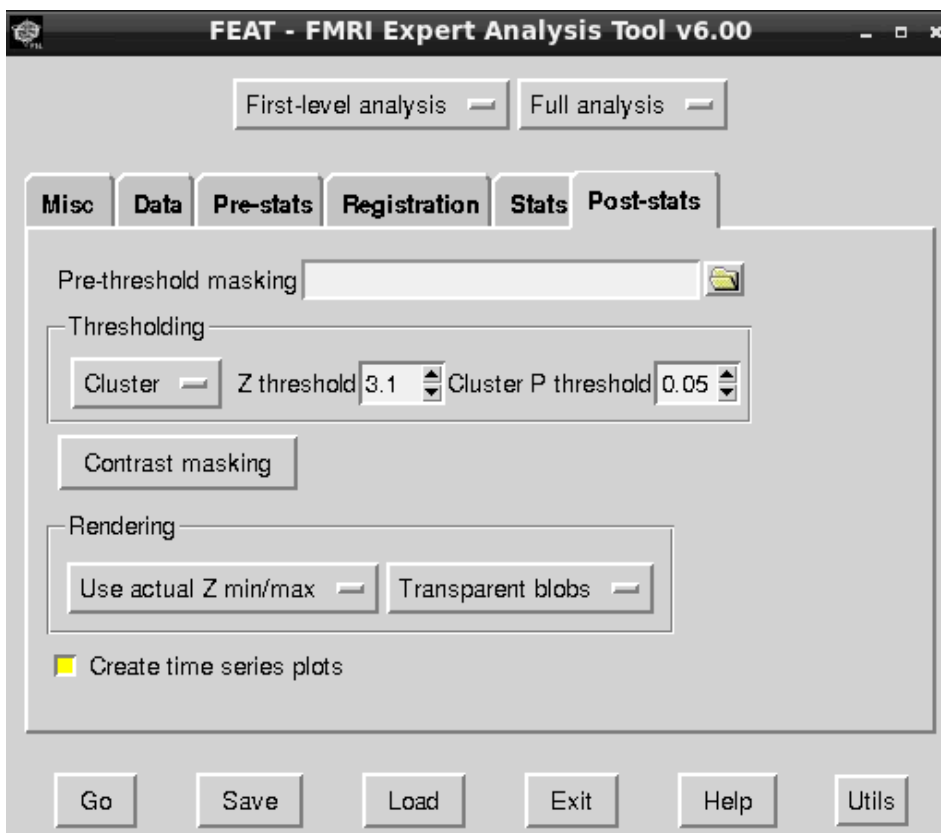 FEAT - FMRI Expert Analysis Tool v6.00
First-level analysis Full analysis
Misc Data Pre-stats Registration Stats Post-stats
Pre-threshold masking
Thresholding
Cluster Z threshold 3.1 Cluster P threshold 0.05
Contrast masking
Rendering
Use actual Z min/max Transparent blobs
Create time series plots
Go Save Load Exit Help Utils